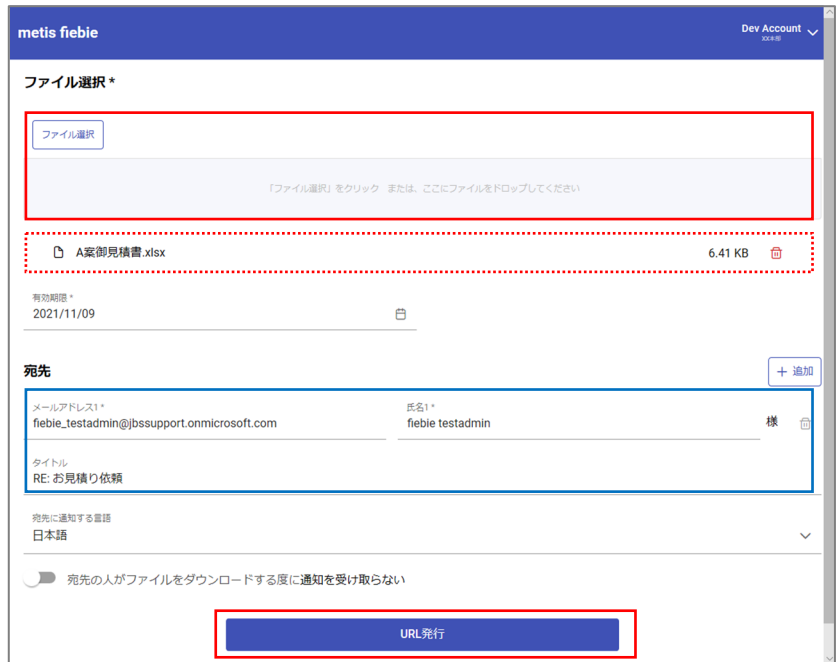 metis fiebie
Dev Account
XX本部
ファイル選択 *
ファイル選択
「ファイル選択」をクリック または、ここにファイルをドロップしてください
A案御見積書.xlsx 6.41 KB
有効期限 *
2021/11/09
宛先
+ 追加
メールアドレス1 * 氏名1 *
fiebie_testadmin@jbssupport.onmicrosoft.com fiebie testadmin 様
タイトル
RE: お見積り依頼
宛先に通知する言語
日本語
宛先の人がファイルをダウンロードする度に通知を受け取らない
URL発行